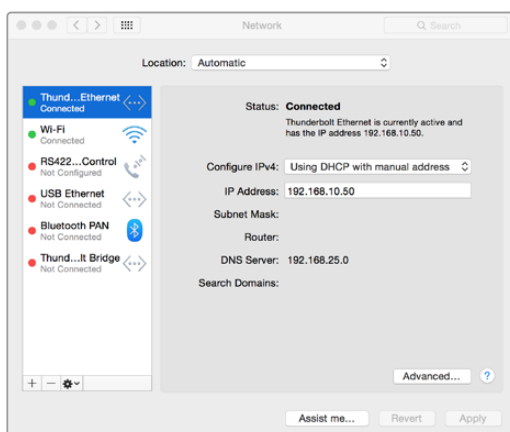 Network
Search
Location: Automatic
Thund...Ethernet
Connected
Wi-Fi
Connected
RS422...Control
Not Configured
USB Ethernet
Not Connected
Bluetooth PAN
Not Connected
Thund...lt Bridge
Not Connected
Status: Connected
Thunderbolt Ethernet is currently active and
has the IP address 192.168.10.50.
Configure IPv4: Using DHCP with manual address
IP Address: 192.168.10.50
Subnet Mask:
Router:
DNS Server: 192.168.25.0
Search Domains:
Advanced... ?
Assist me... Revert Apply